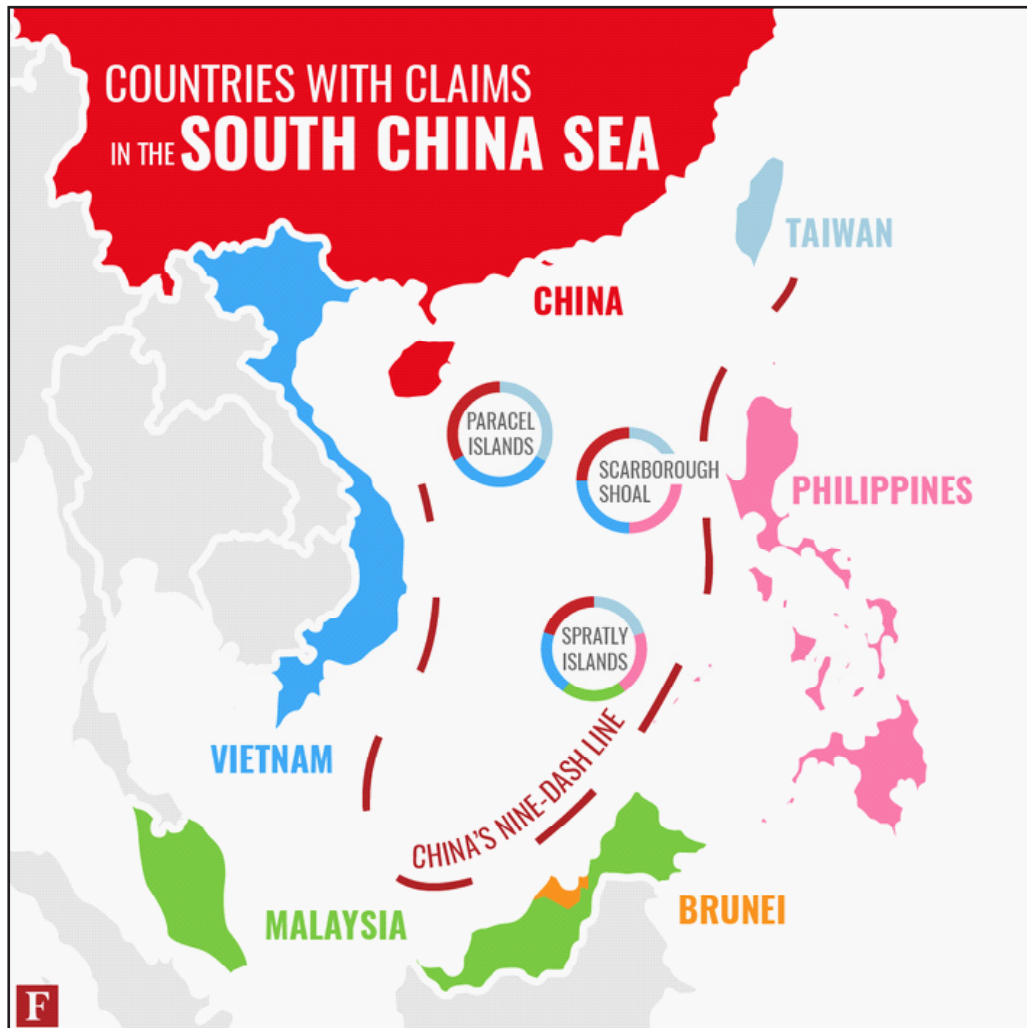 COUNTRIES WITH CLAIMS
IN THE SOUTH CHINA SEA
TAIWAN
CHINA
PARACEL
ISLANDS
SCARBOROUGH
SHOAL
PHILIPPINES
SPRATLY
ISLANDS
VIETNAM
CHINA'S NINE-DASH LINE
MALAYSIA
BRUNEI
F